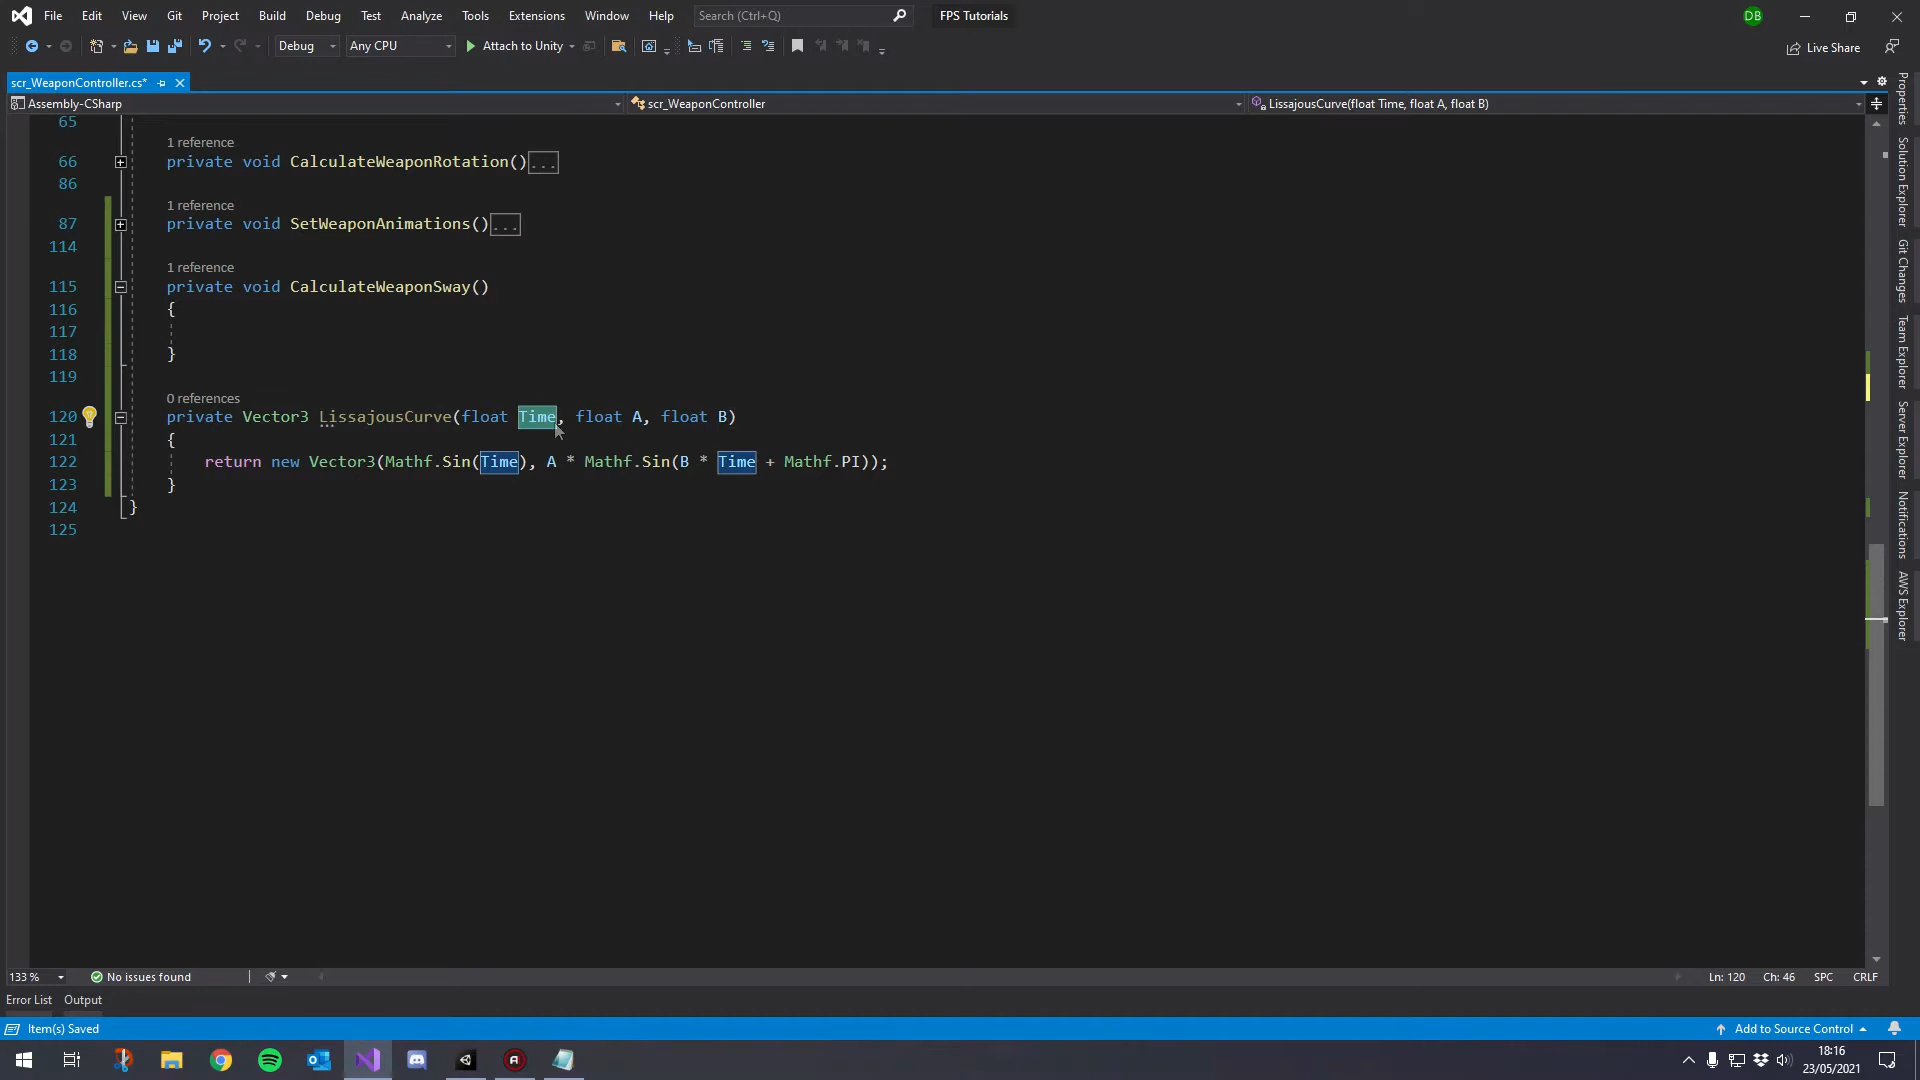 File Edit View Git Project Build Debug Test Analyze Tools Extensions Window Help Search (Ctrl+Q) FPS Tutorials DB
Debug Any CPU Attach to Unity Live Share
scr_WeaponController.cs*
Assembly-CSharp scr_WeaponController LissajousCurve(float Time, float A, float B)
65
1 reference
66 private void CalculateWeaponRotation()...
86
1 reference
87 private void SetWeaponAnimations()...
114
1 reference
115 private void CalculateWeaponSway()
116 {
117
118 }
119
0 references
120 private Vector3 LissajousCurve(float Time, float A, float B)
121 {
122 return new Vector3(Mathf.Sin(Time), A * Mathf.Sin(B * Time + Mathf.PI));
123 }
124 }
125
Properties
Solution Explorer
Git Changes
Team Explorer
Server Explorer
Notifications
AWS Explorer
133 % No issues found Ln: 120 Ch: 46 SPC CRLF
Error List Output
Item(s) Saved Add to Source Control
18:16
23/05/2021